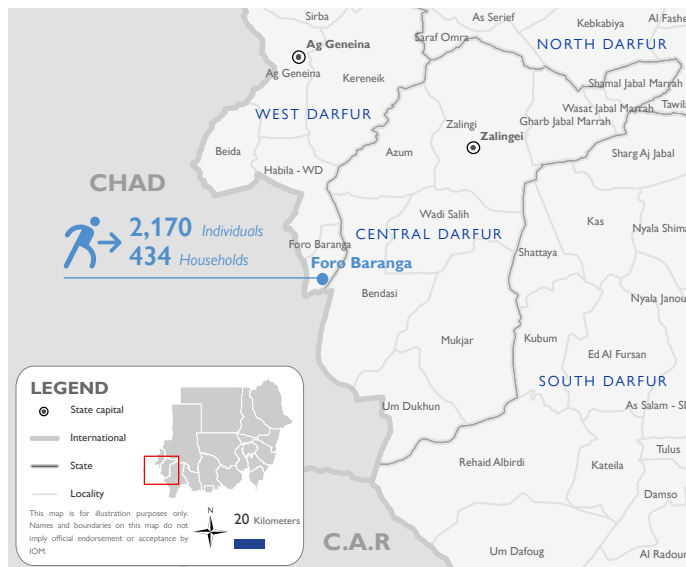 Sirba
As Serief
Kebkabiya
Al Fashe
Saraf Omra
NORTH DARFUR
Ag Geneina
Ag Geneina
Kereneik
Shamal Jabal Marrah
Wasat Jabal Marrah
Tawila
WEST DARFUR
Gharb Jabal Marrah
Zalingi
Zalingei
Beida
Azum
Sharg Aj Jabal
Habila - WD
CHAD
Wadi Salih
Kas
Nyala Shima
2,170 Individuals
434 Households
Foro Baranga
CENTRAL DARFUR
Shattaya
Foro Baranga
Bendasi
Nyala Janou
Mukjar
Kubum
Ed Al Fursan
SOUTH DARFUR
Um Dukhun
As Salam - SD
Tulus
Rehaid Albirdi
Kateila
Damso
C.A.R
Um Dafoug
Al Radour
LEGEND
State capital
International
State
Locality
This map is for illustration purposes only.
Names and boundaries on this map do not
imply official endorsement or acceptance by
IOM.
N
20 Kilometers